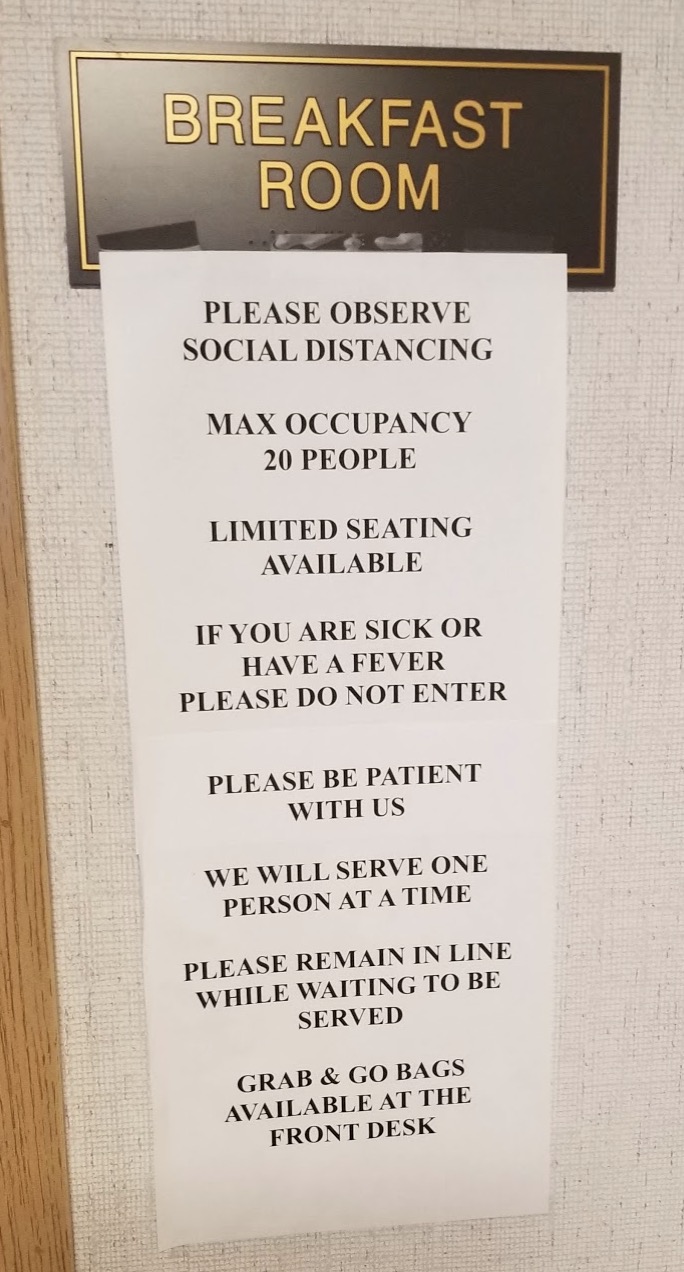 BREAKFAST
ROOM
PLEASE OBSERVE
SOCIAL DISTANCING
MAX OCCUPANCY
20 PEOPLE
LIMITED SEATING
AVAILABLE
IF YOU ARE SICK OR
HAVE A FEVER
PLEASE DO NOT ENTER
PLEASE BE PATIENT
WITH US
WE WILL SERVE ONE
PERSON AT A TIME
PLEASE REMAIN IN LINE
WHILE WAITING TO BE
SERVED
GRAB & GO BAGS
AVAILABLE AT THE
FRONT DESK